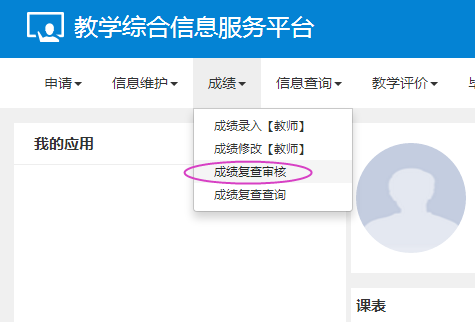 教学综合信息服务平台
申请 信息维护 成绩 信息查询 教学评价
成绩录入【教师】
成绩修改【教师】
成绩复查审核
成绩复查查询
我的应用
课表